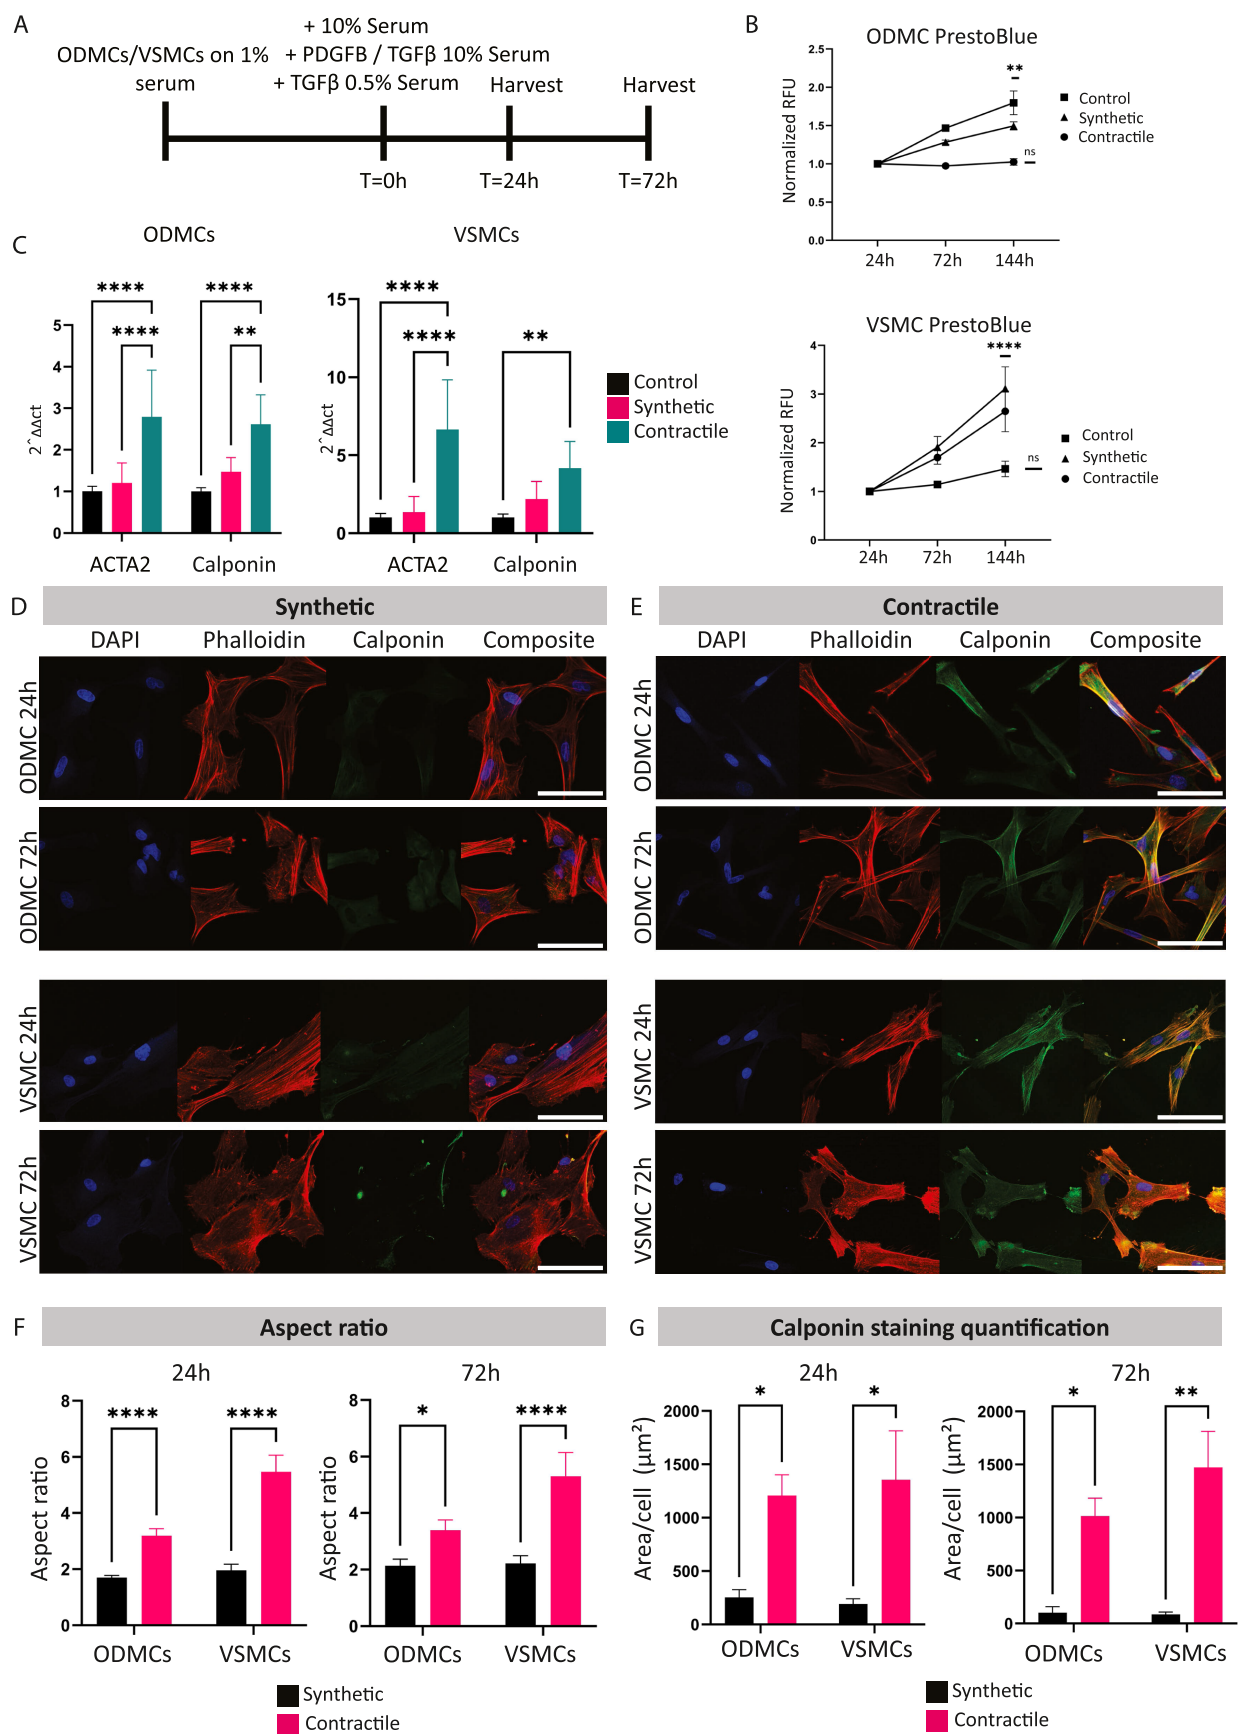 A
+ 10% Serum
ODMCs/VSMCs on 1%
+ PDGFB / TGFβ 10% Serum
serum
+ TGFβ 0.5% Serum
Harvest
Harvest
T=0h
T=24h
T=72h
B
ODMC PrestoBlue
Normalized RFU
2.5
2.0
1.5
1.0
0.5
0.0
**
ns
24h
72h
144h
Control
Synthetic
Contractile
VSMC PrestoBlue
Normalized RFU
4
3
2
1
0
****
ns
24h
72h
144h
Control
Synthetic
Contractile
C
ODMCs
2^ΔΔct
5
4
3
2
1
0
****
****
****
**
ACTA2
Calponin
VSMCs
2^ΔΔct
15
10
5
0
****
****
**
ACTA2
Calponin
Control
Synthetic
Contractile
D
Synthetic
DAPI
Phalloidin
Calponin
Composite
ODMC 24h
ODMC 72h
VSMC 24h
VSMC 72h
E
Contractile
DAPI
Phalloidin
Calponin
Composite
ODMC 24h
ODMC 72h
VSMC 24h
VSMC 72h
F
Aspect ratio
24h
Aspect ratio
8
6
4
2
0
****
****
ODMCs
VSMCs
72h
Aspect ratio
8
6
4
2
0
*
****
ODMCs
VSMCs
Synthetic
Contractile
G
Calponin staining quantification
24h
Area/cell (μm²)
2000
1500
1000
500
0
*
*
ODMCs
VSMCs
72h
Area/cell (μm²)
2000
1500
1000
500
0
*
**
ODMCs
VSMCs
Synthetic
Contractile